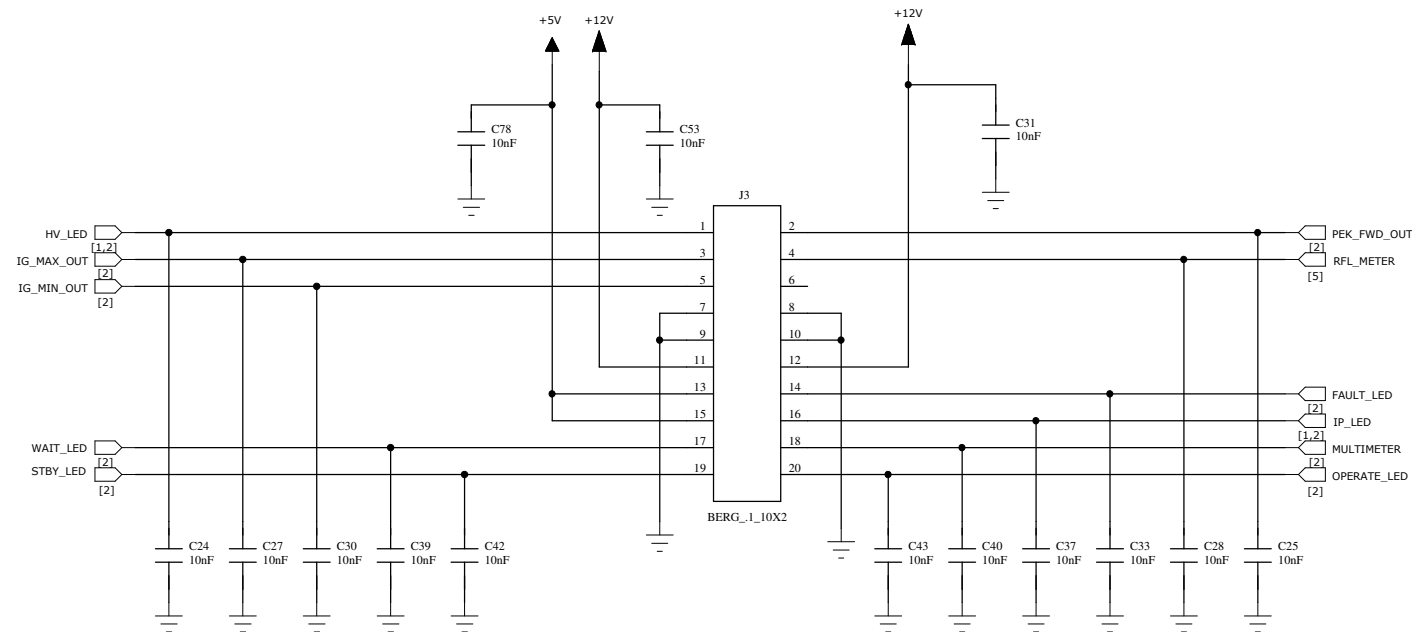 +5V
+12V
+12V
C78
10nF
C53
10nF
C31
10nF
J3
HV_LED
[1,2]
1
2
PEK_FWD_OUT
[2]
IG_MAX_OUT
[2]
3
4
RFL_METER
[5]
IG_MIN_OUT
[2]
5
6
7
8
9
10
11
12
13
14
FAULT_LED
[2]
15
16
IP_LED
[1,2]
WAIT_LED
[2]
17
18
MULTIMETER
[2]
STBY_LED
[2]
19
20
OPERATE_LED
[2]
BERG_.1_10X2
C24
10nF
C27
10nF
C30
10nF
C39
10nF
C42
10nF
C43
10nF
C40
10nF
C37
10nF
C33
10nF
C28
10nF
C25
10nF